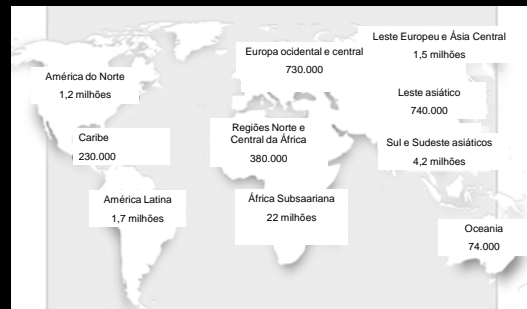 Leste Europeu e Ásia Central
1,5 milhões
Europa ocidental e central
730.000
América do Norte
1,2 milhões
Leste asiático
740.000
Caribe
230.000
Regiões Norte e
Central da África
380.000
Sul e Sudeste asiáticos
4,2 milhões
América Latina
1,7 milhões
África Subsaariana
22 milhões
Oceania
74.000